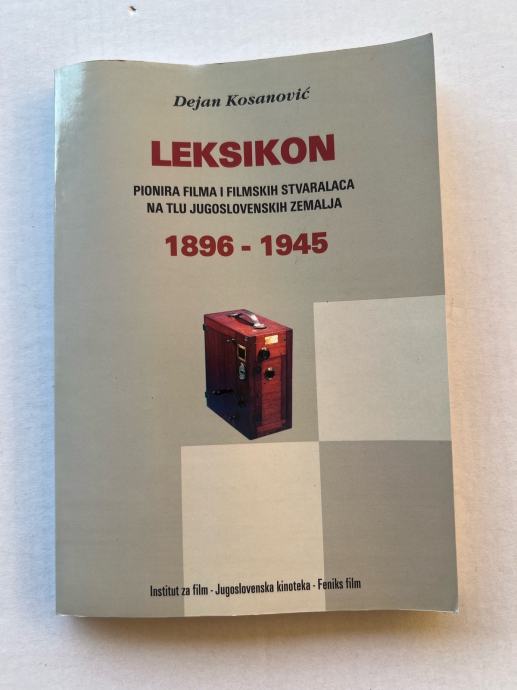 Dejan Kosanović
LEKSIKON
PIONIRA FILMA I FILMSKIH STVARALACA
NA TLU JUGOSLOVENSKIH ZEMALJA
1896 - 1945
Institut za film - Jugoslovenska kinoteka - Feniks film